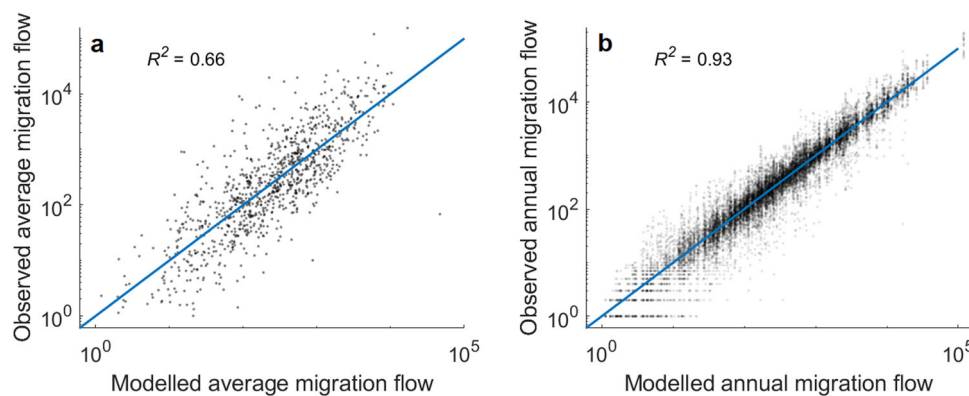 a
R² = 0.66
Observed average migration flow
10⁴
10²
10⁰
10⁰
10⁵
Modelled average migration flow
b
R² = 0.93
Observed annual migration flow
10⁴
10²
10⁰
10⁰
10⁵
Modelled annual migration flow